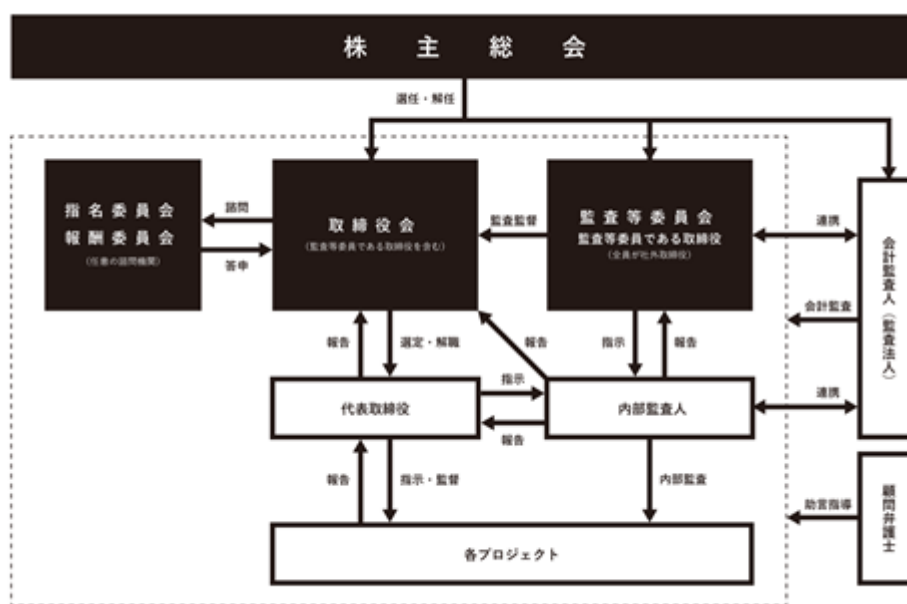 株主総会
選任・解任
指名委員会
報酬委員会
(任意の諮問機関)
諮問
答申
取締役会
(監査等委員である取締役を含む)
監査監督
監査等委員会
監査等委員である取締役
(全員が社外取締役)
連携
会計監査
会計監査人(監査法人)
報告
選定・解職
報告
指示
報告
代表取締役
指示
報告
内部監査人
連携
報告
指示・監督
内部監査
助言指導
顧問弁護士
各プロジェクト